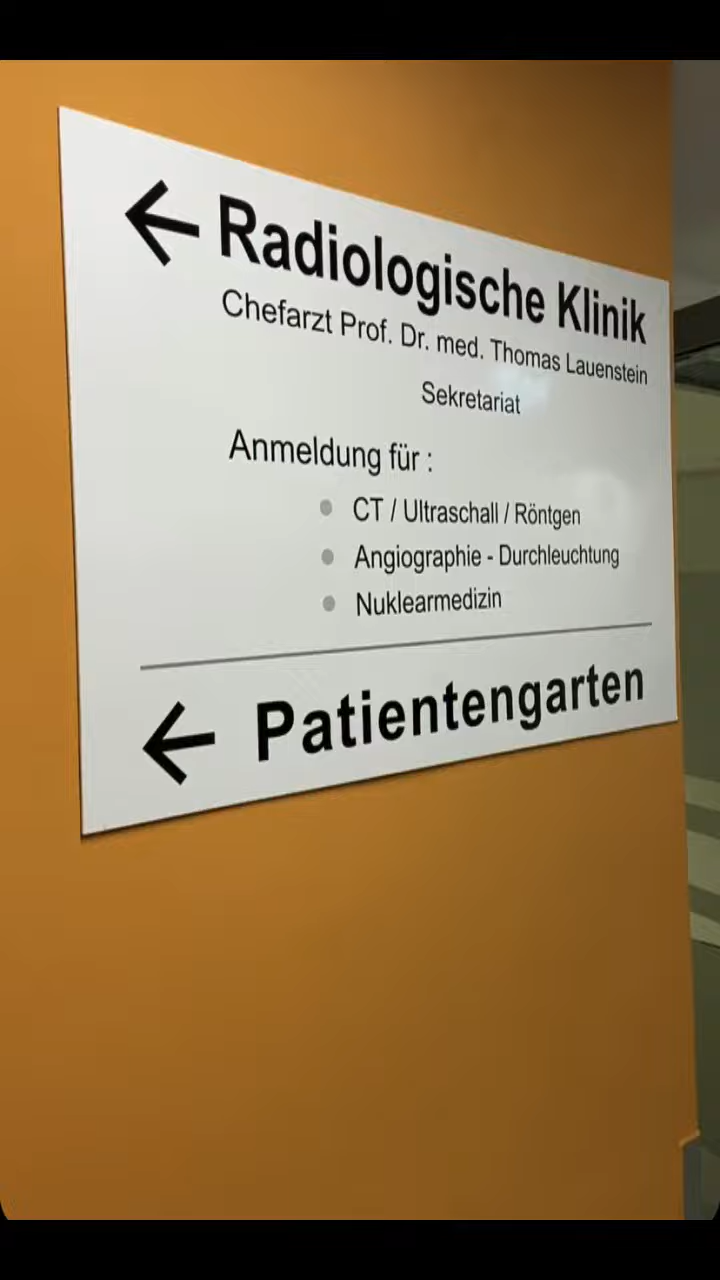 ← Radiologische Klinik
Chefarzt Prof. Dr. med. Thomas Lauenstein
Sekretariat
Anmeldung für :
• CT / Ultraschall / Röntgen
• Angiographie - Durchleuchtung
• Nuklearmedizin
← Patientengarten